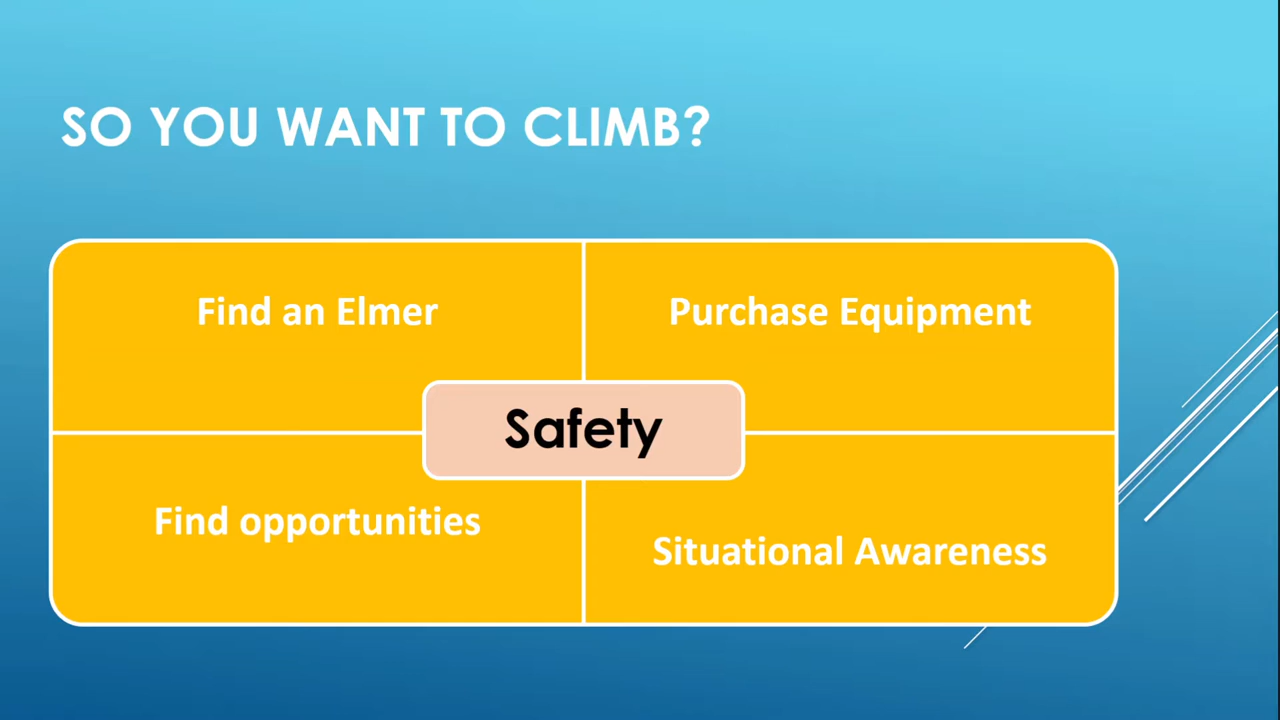 SO YOU WANT TO CLIMB?
Find an Elmer
Purchase Equipment
Safety
Find opportunities
Situational Awareness